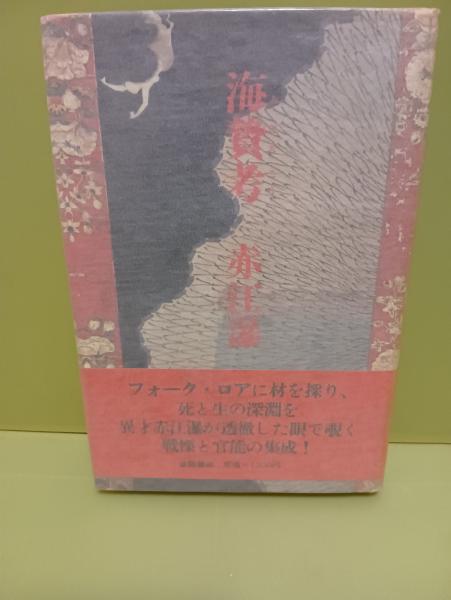 海贄考
赤江瀑
フォーク・ロアに材を採り、
死と生の深淵を
異才赤江瀑が透徹した眼で覗く
戦慄と官能の集成!